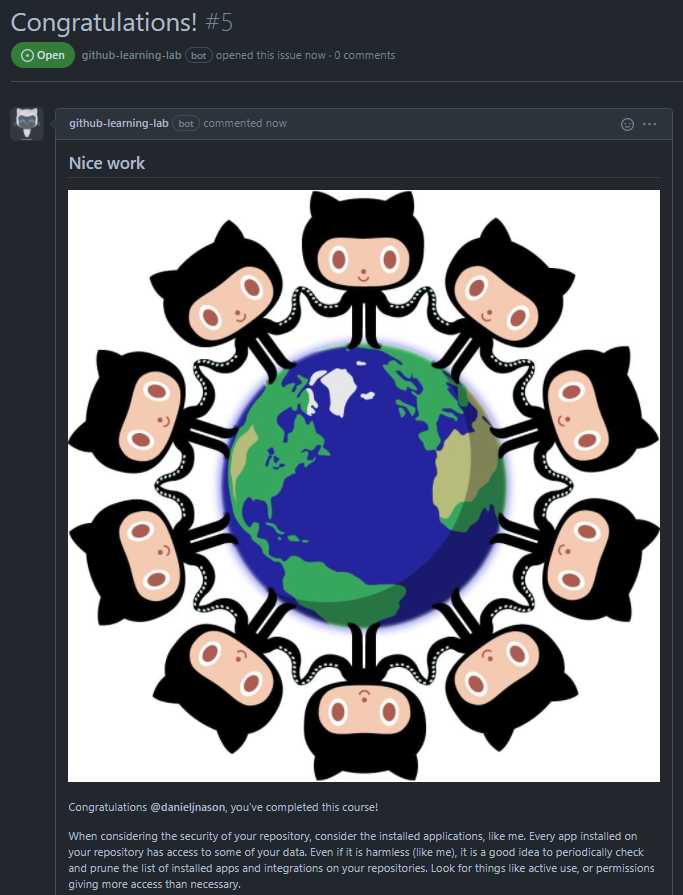 Congratulations! #5
Open github-learning-lab bot opened this issue now · 0 comments
github-learning-lab bot commented now
Nice work
Congratulations @danieljnason, you've completed this course!
When considering the security of your repository, consider the installed applications, like me. Every app installed on
your repository has access to some of your data. Even if it is harmless (like me), it is a good idea to periodically check
and prune the list of installed apps and integrations on your repositories. Look for things like active use, or permissions
giving more access than necessary.